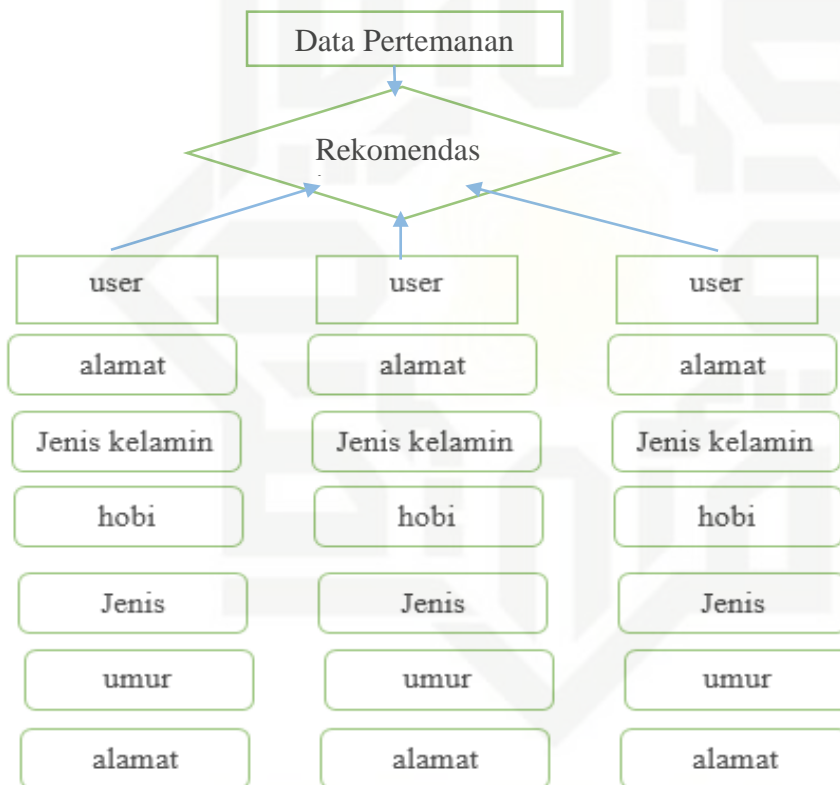 Data Pertemanan
Rekomendas
user user user
alamat alamat alamat
Jenis kelamin Jenis kelamin Jenis kelamin
hobi hobi hobi
Jenis Jenis Jenis
umur umur umur
alamat alamat alamat